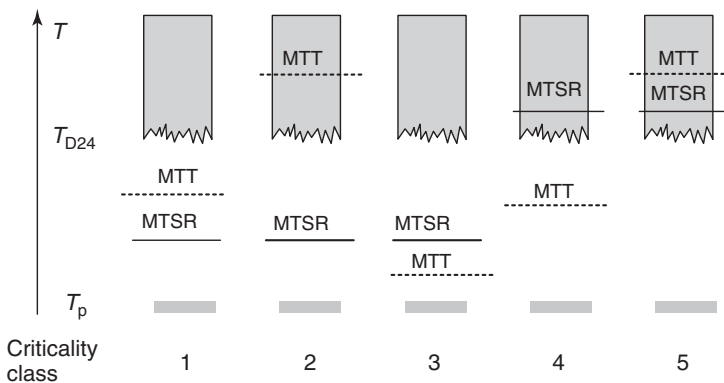 T
MTT
MTT
MTSR
MTSR
T_D24
MTT
MTT
MTSR
MTSR
MTSR
MTT
T_p
Criticality
class
1 2 3 4 5